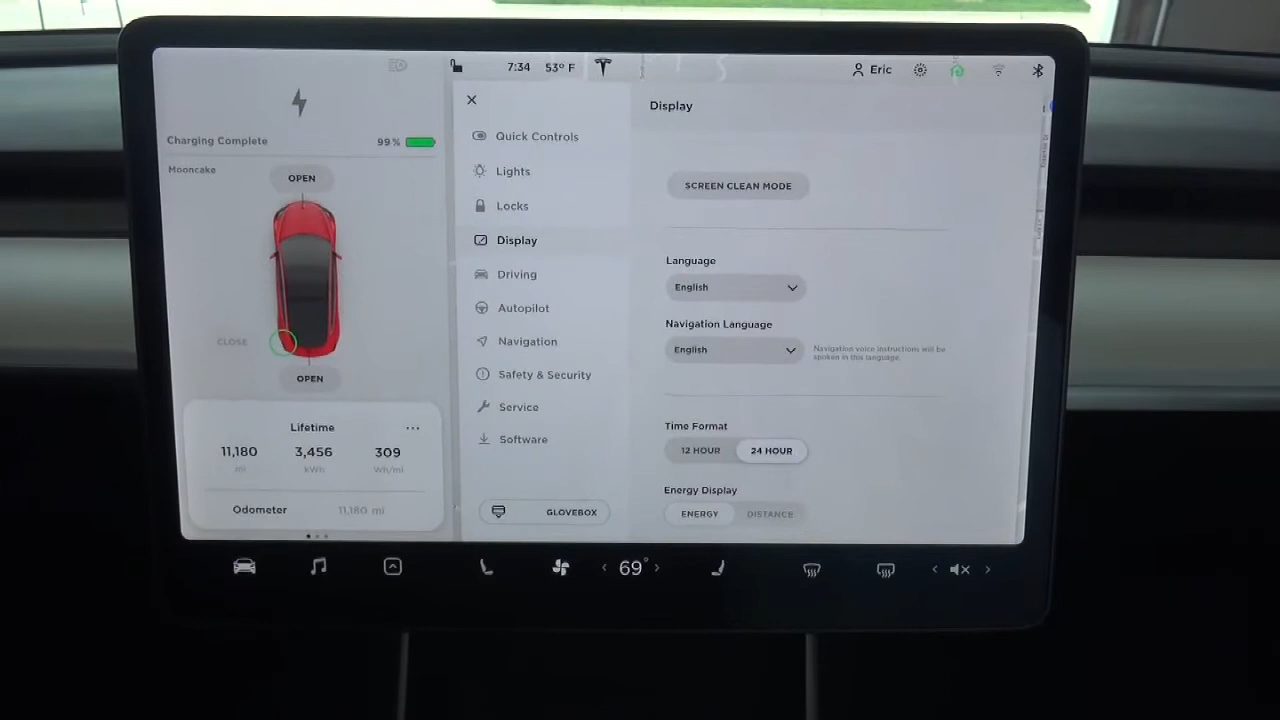 7:34 53° F
Eric
Charging Complete 99%
Mooncake
OPEN
CLOSE
OPEN
Lifetime ...
11,180 3,456 309
mi kWh Wh/mi
Odometer 11,180 mi
Quick Controls
Lights
Locks
Display
Driving
Autopilot
Navigation
Safety & Security
Service
Software
GLOVEBOX
Display
SCREEN CLEAN MODE
Language
English
Navigation Language
English
Navigation voice instructions will be
spoken in this language.
Time Format
12 HOUR 24 HOUR
Energy Display
ENERGY DISTANCE
69°